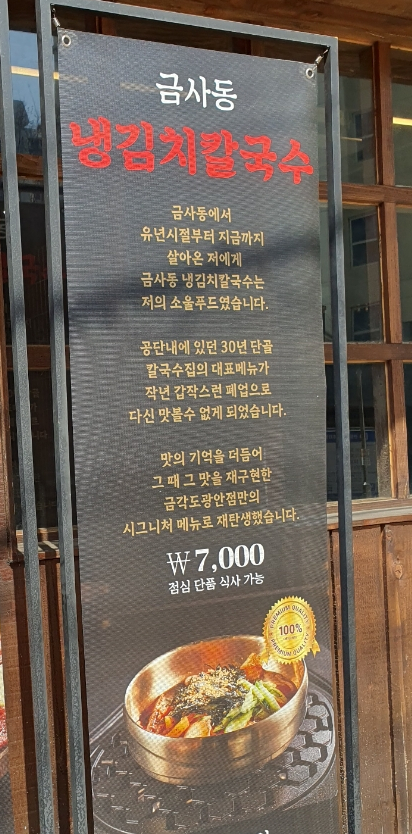 금사동
냉김치칼국수
금사동에서
유년시절부터 지금까지
살아온 저에게
금사동 냉김치칼국수는
저의 소울푸드였습니다.
공단내에 있던 30년 단골
칼국수집의 대표메뉴가
작년 갑작스런 폐업으로
다신 맛볼수 없게 되었습니다.
맛의 기억을 더듬어
그 때 그 맛을 재구현한
금각도광안점만의
시그니처 메뉴로 재탄생했습니다.
₩ 7,000
점심 단품 식사 가능
PREMIUM QUALITY
100%
PREMIUM QUALITY